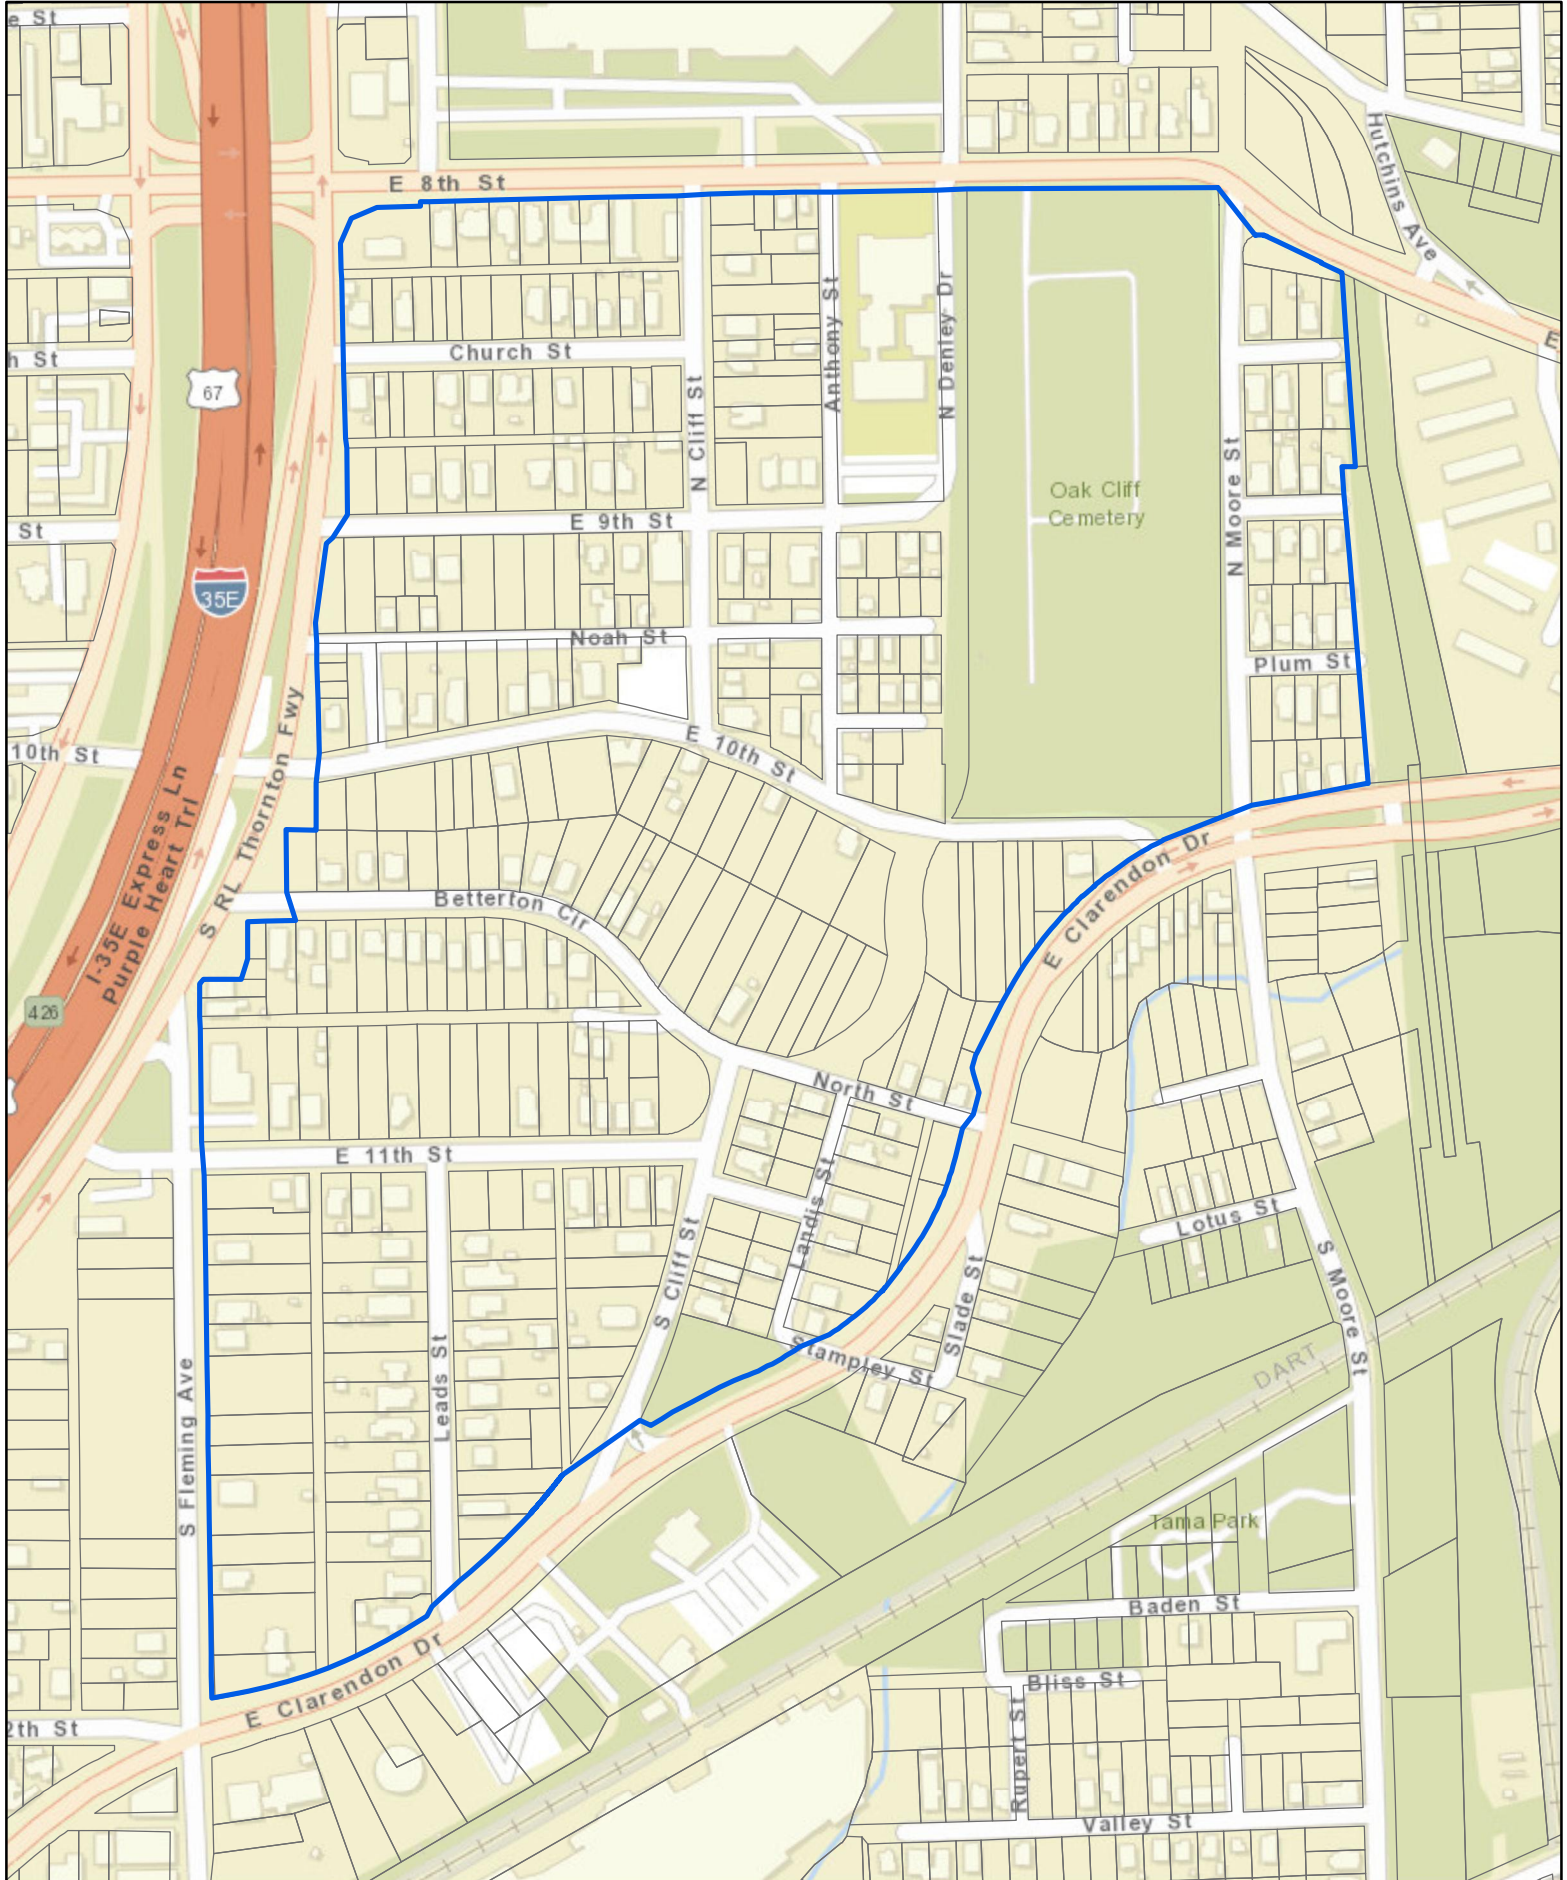 e St
E 8th St
Hutchins Ave
h St
Church St
67
N Cliff St
Anthony St
N Denley Dr
E
N Moore St
Oak Cliff
Cemetery
St
E 9th St
35E
Noah St
Plum St
10th St
E 10th St
S RL Thornton Fwy
I-35E Express Ln
Purple Heart Trl
Betterton Cir
E Clarendon Dr
426
North St
E 11th St
Landis St
Lotus St
S Cliff St
Slade St
S Moore St
Stampley St
Leads St
S Fleming Ave
DART
Tama Park
Baden St
E Clarendon Dr
Bliss St
Rupert St
2th St
Valley St